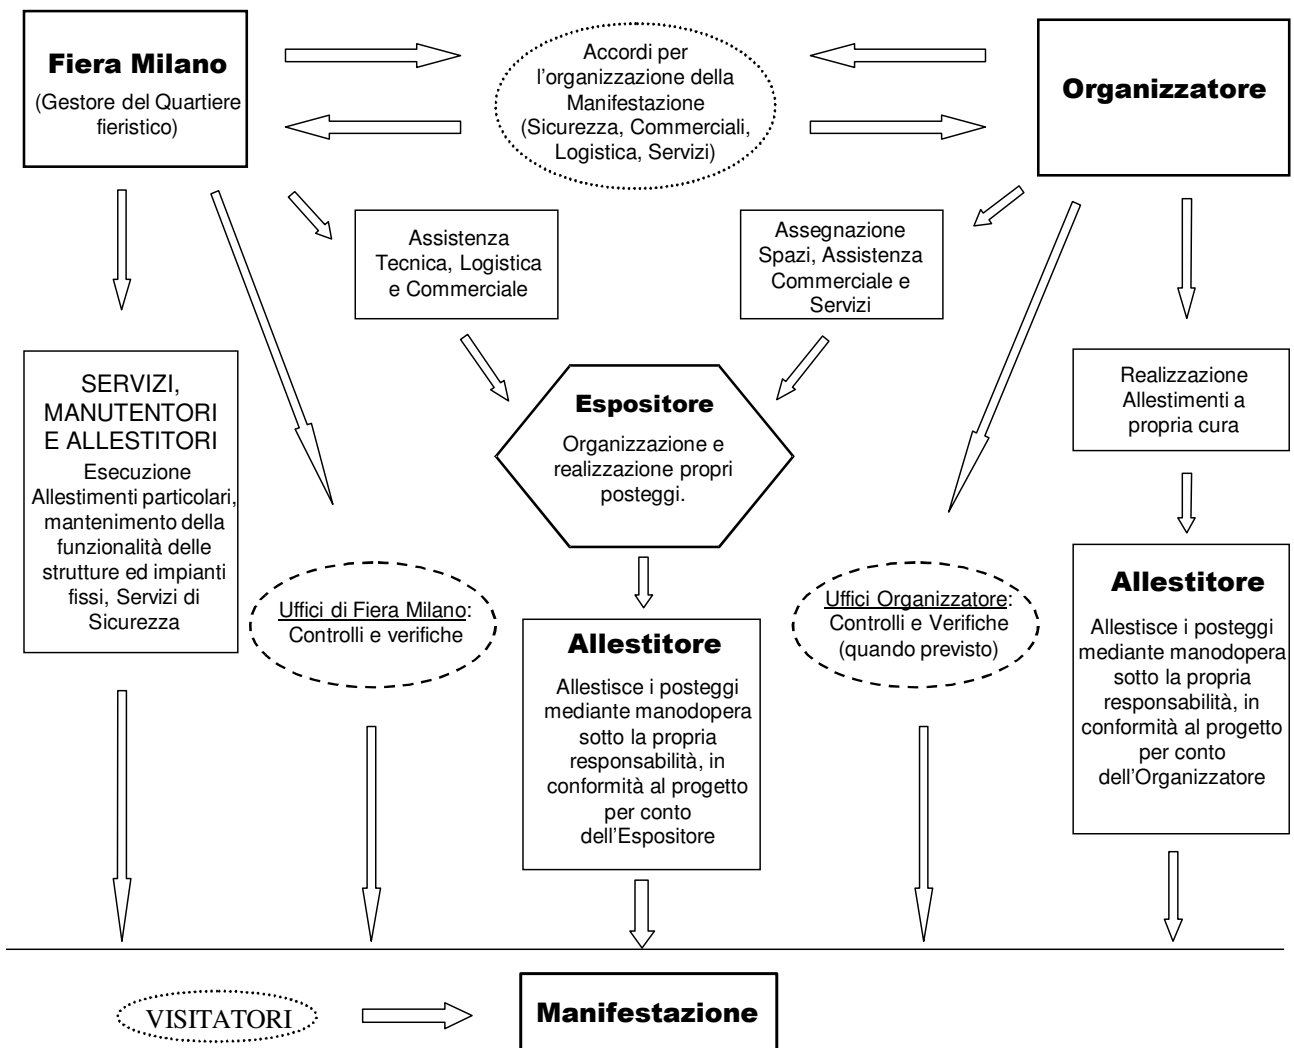 Fiera Milano
(Gestore del Quartiere
fieristico)
Accordi per
l'organizzazione della
Manifestazione
(Sicurezza, Commerciali,
Logistica, Servizi)
Organizzatore
Assistenza
Tecnica, Logistica
e Commerciale
Assegnazione
Spazi, Assistenza
Commerciale e
Servizi
SERVIZI,
MANUTENTORI
E ALLESTITORI
Esecuzione
Allestimenti particolari,
mantenimento della
funzionalità delle
strutture ed impianti
fissi, Servizi di
Sicurezza
Espositore
Organizzazione e
realizzazione propri
posteggi.
Realizzazione
Allestimenti a
propria cura
Uffici di Fiera Milano:
Controlli e verifiche
Allestitore
Allestisce i posteggi
mediante manodopera
sotto la propria
responsabilità, in
conformità al progetto
per conto
dell'Espositore
Uffici Organizzatore:
Controlli e Verifiche
(quando previsto)
Allestitore
Allestisce i posteggi
mediante manodopera
sotto la propria
responsabilità, in
conformità al progetto
per conto
dell'Organizzatore
VISITATORI
Manifestazione